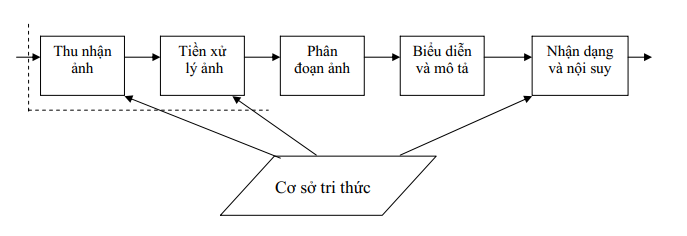 Thu nhận
ảnh
Tiền xử
lý ảnh
Phân
đoạn ảnh
Biểu diễn
và mô tả
Nhận dạng
và nội suy
Cơ sở tri thức